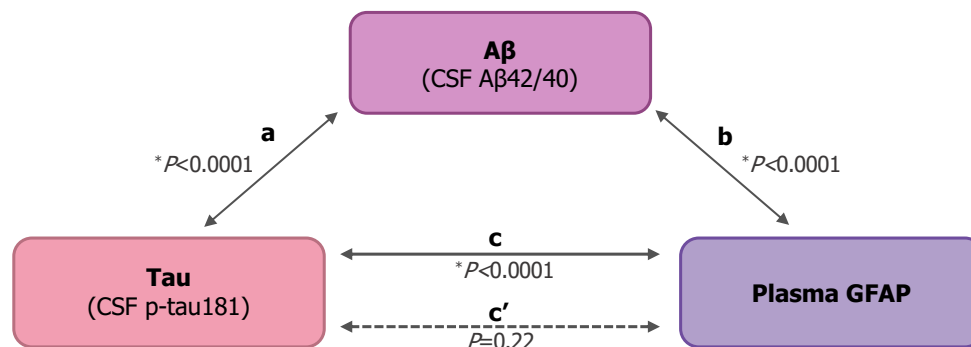 Aβ
(CSF Aβ42/40)
a
b
*P<0.0001
*P<0.0001
Tau
(CSF p-tau181)
c
*P<0.0001
c’
P=0.22
Plasma GFAP